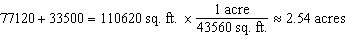 77120 + 33500 = 110620 sq. ft. × 1 acre / 43560 sq. ft. ≈ 2.54 acres